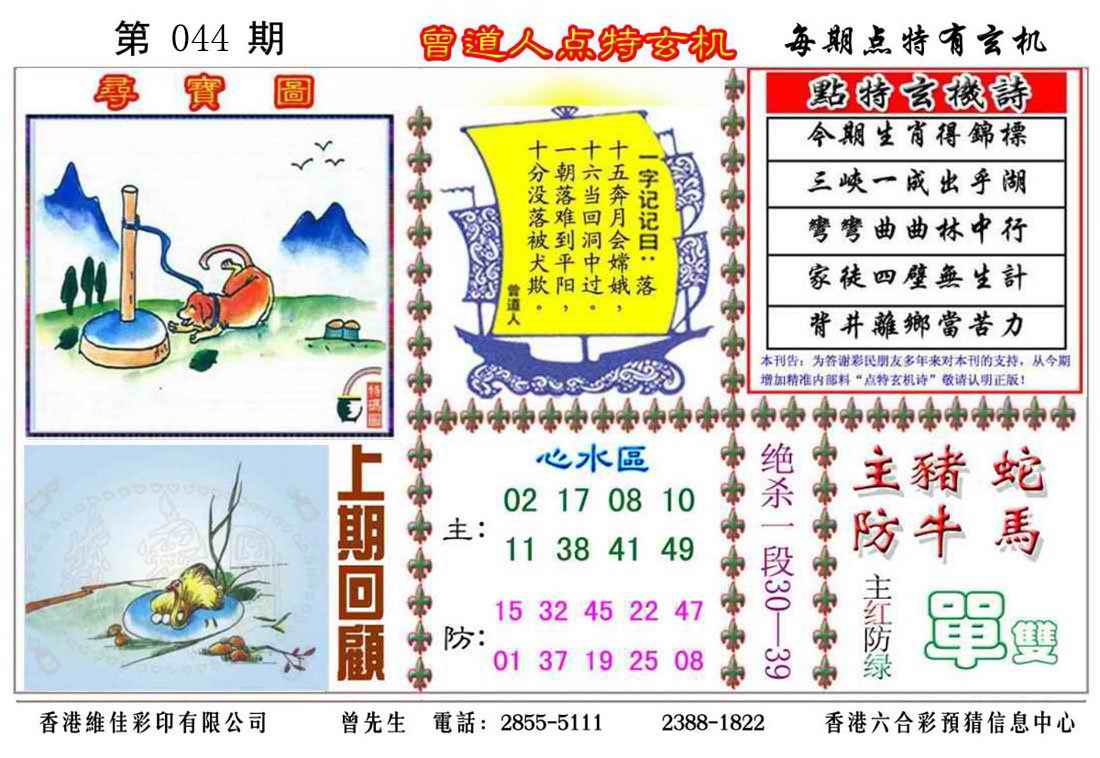 第 044 期
曾道人点特玄机
每期点特有玄机
尋寶圖
特碼圖
一字记记曰：落
十五奔月会嫦娥，
十六当回洞中过。
一朝落难到平阳，
十分没落被犬欺。
曾道人
點特玄機詩
今期生肖得錦標
三峽一成出乎湖
彎彎曲曲林中行
家徒四壁無生計
背井離鄉當苦力
本刊告：为答谢彩民朋友多年来对本刊的支持，从今期
增加精准内部料“点特玄机诗”敬请认明正版！
上期回顧
心水區
主：
02 17 08 10
11 38 41 49
防：
15 32 45 22 47
01 37 19 25 08
绝杀一段30—39
主豬 蛇
防牛 馬
主红防绿
單雙
香港維佳彩印有限公司
曾先生
電話：2855-5111
2388-1822
香港六合彩預猜信息中心